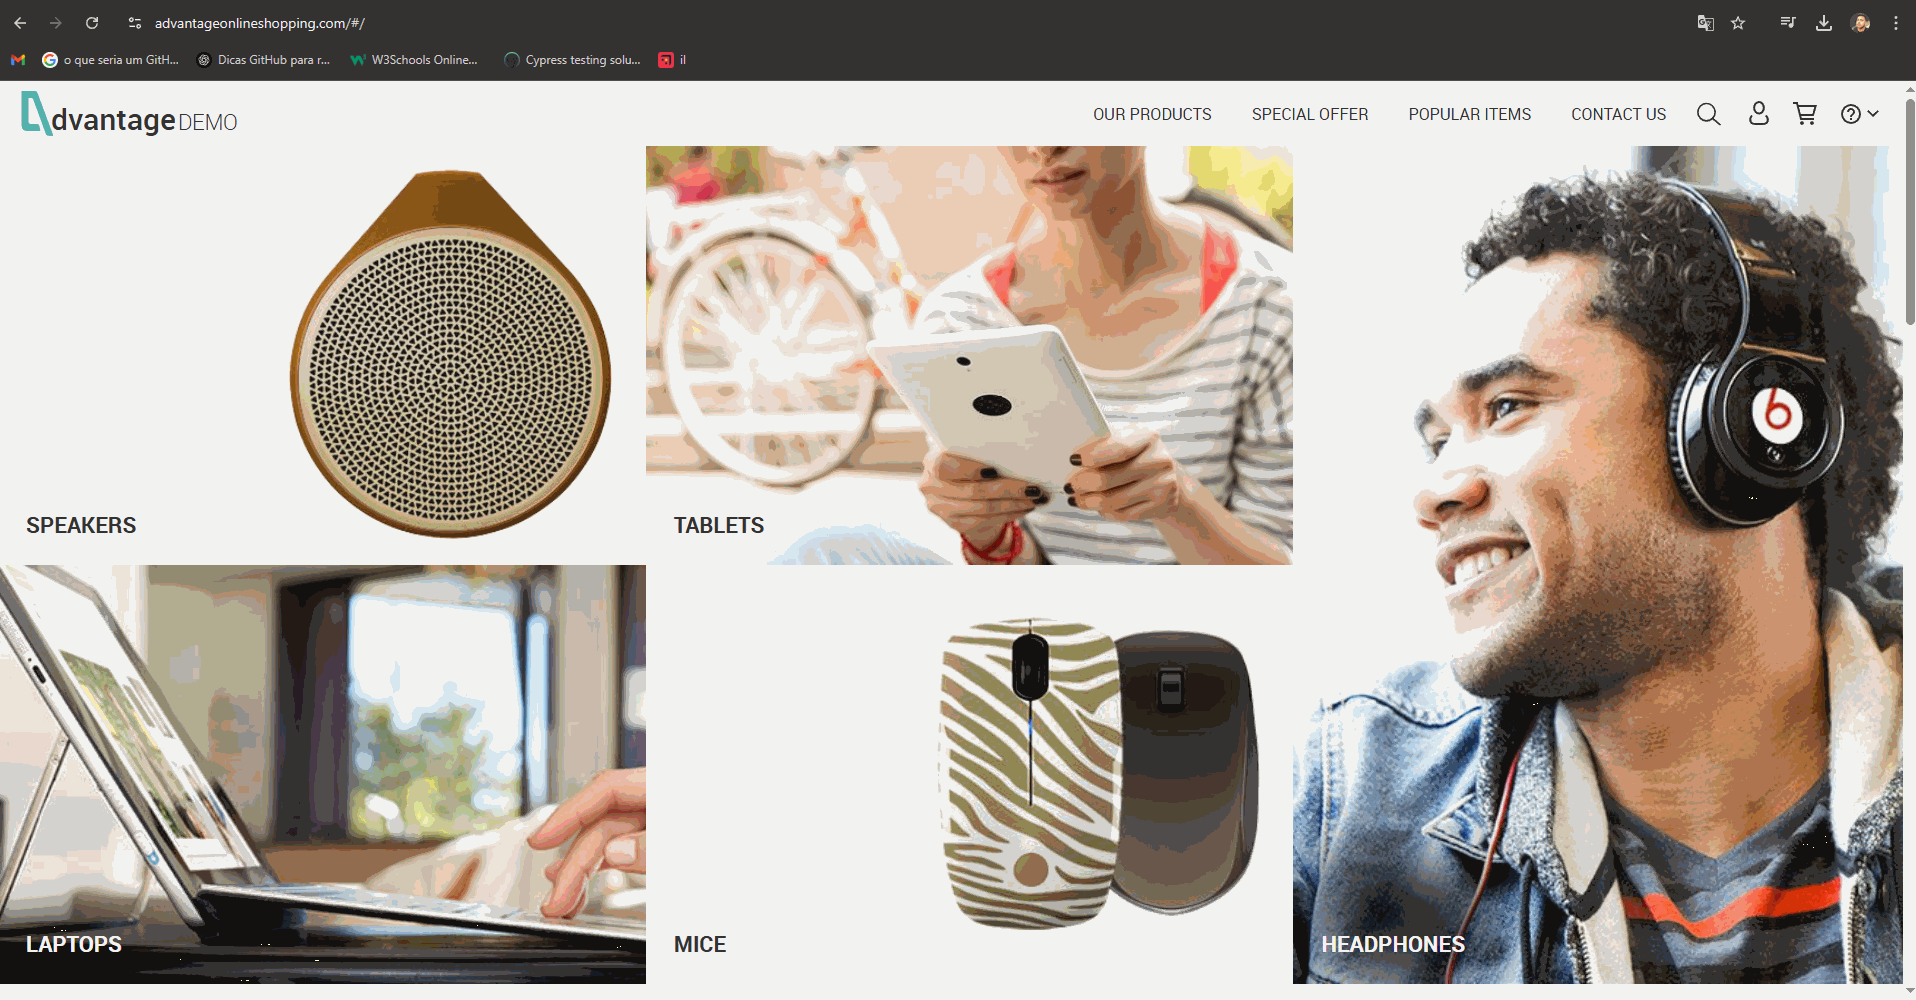 advantageonlineshopping.com/#/
o que seria um GitH...
Dicas GitHub para r...
W3Schools Online...
Cypress testing solu...
il
dvantage DEMO
OUR PRODUCTS
SPECIAL OFFER
POPULAR ITEMS
CONTACT US
SPEAKERS
TABLETS
LAPTOPS
MICE
HEADPHONES